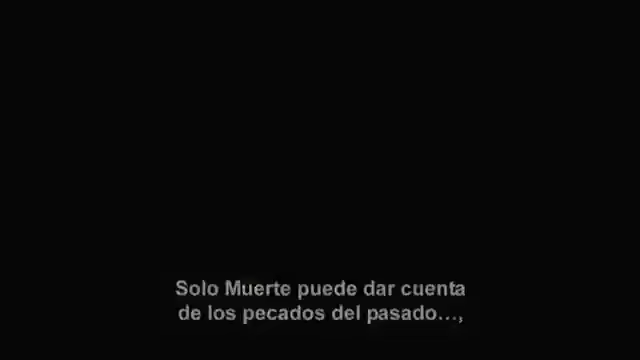 Solo Muerte puede dar cuenta
de los pecados del pasado...,